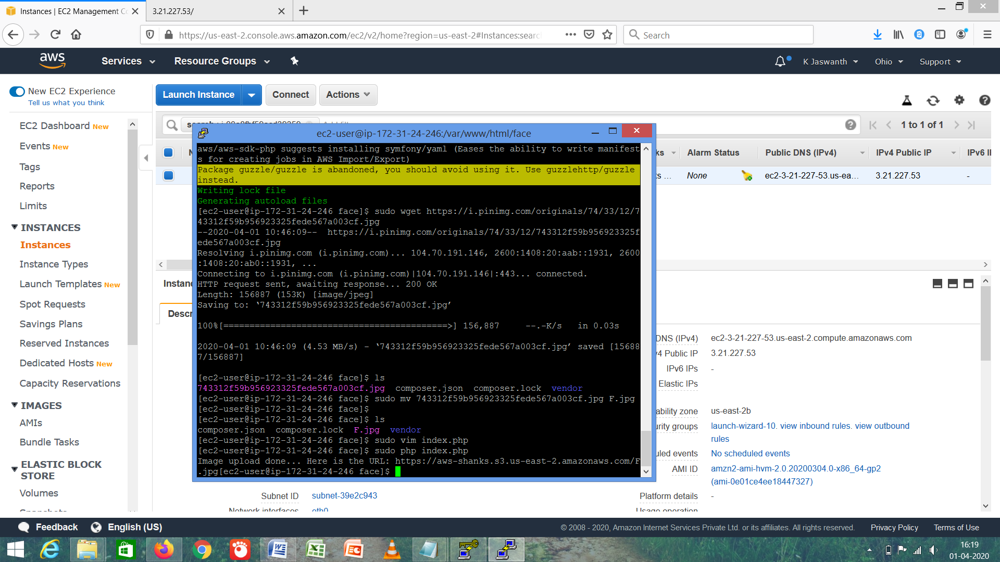 Instances | EC2 Management Co
3.21.227.53/
https://us-east-2.console.aws.amazon.com/ec2/v2/home?region=us-east-2#Instances:searc
Search
aws
Services
Resource Groups
K Jaswanth
Ohio
Support
New EC2 Experience
Tell us what you think
Launch Instance
Connect
Actions
1 to 1 of 1
EC2 Dashboard New
Events New
Tags
Reports
Limits
INSTANCES
Instances
Instance Types
Launch Templates New
Spot Requests
Savings Plans
Reserved Instances
Dedicated Hosts New
Capacity Reservations
IMAGES
AMIs
Bundle Tasks
ELASTIC BLOCK
STORE
Volumes
Alarm Status
Public DNS (IPv4)
IPv4 Public IP
IPv6 I
ks ...
None
ec2-3-21-227-53.us-ea...
3.21.227.53
-
ec2-user@ip-172-31-24-246:/var/www/html/face
aws/aws-sdk-php suggests installing symfony/yaml (Eases the ability to write manifest
s for creating jobs in AWS Import/Export)
Package guzzle/guzzle is abandoned, you should avoid using it. Use guzzlehttp/guzzle
instead.
Writing lock file
Generating autoload files
[ec2-user@ip-172-31-24-246 face]$ sudo wget https://i.pinimg.com/originals/74/33/12/7
43312f59b956923325fede567a003cf.jpg
--2020-04-01 10:46:09--  https://i.pinimg.com/originals/74/33/12/743312f59b956923325f
ede567a003cf.jpg
Resolving i.pinimg.com (i.pinimg.com)... 104.70.191.146, 2600:1408:20:aab::1931, 2600
:1408:20:ab0::1931, ...
Connecting to i.pinimg.com (i.pinimg.com)|104.70.191.146|:443... connected.
HTTP request sent, awaiting response... 200 OK
Length: 156887 (153K) [image/jpeg]
Saving to: ‘743312f59b956923325fede567a003cf.jpg’
100%[===========================================>] 156,887     --.-K/s   in 0.03s
2020-04-01 10:46:09 (4.53 MB/s) - ‘743312f59b956923325fede567a003cf.jpg’ saved [15688
7/156887]
[ec2-user@ip-172-31-24-246 face]$ ls
743312f59b956923325fede567a003cf.jpg  composer.json  composer.lock  vendor
[ec2-user@ip-172-31-24-246 face]$ sudo mv 743312f59b956923325fede567a003cf.jpg F.jpg
[ec2-user@ip-172-31-24-246 face]$
[ec2-user@ip-172-31-24-246 face]$ ls
composer.json  composer.lock  F.jpg  vendor
[ec2-user@ip-172-31-24-246 face]$ sudo vim index.php
[ec2-user@ip-172-31-24-246 face]$ sudo php index.php
Image upload done... Here is the URL: https://aws-shanks.s3.us-east-2.amazonaws.com/F
.jpg[ec2-user@ip-172-31-24-246 face]$
Instanc
Descr
DNS (IPv4) ec2-3-21-227-53.us-east-2.compute.amazonaws.com
v4 Public IP 3.21.227.53
IPv6 IPs -
Elastic IPs
ability zone us-east-2b
urity groups launch-wizard-10. view inbound rules. view outbound
rules
uled events No scheduled events
AMI ID amzn2-ami-hvm-2.0.20200304.0-x86_64-gp2
(ami-0e01ce4ee18447327)
Subnet ID subnet-39e2c943
Platform details -
Network interfaces eth0
Usage operation
Feedback
English (US)
© 2008 - 2020, Amazon Internet Services Private Ltd. or its affiliates. All rights reserved.
Privacy Policy
Terms of Use
16:19
01-04-2020